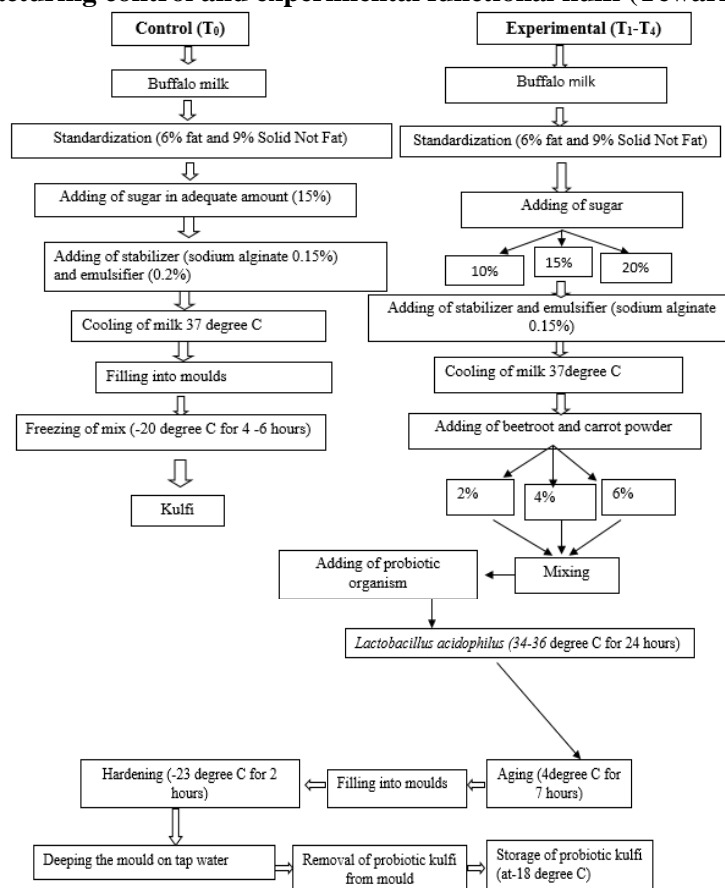 Control (T₀)
Buffalo milk
Standardization (6% fat and 9% Solid Not Fat)
Adding of sugar in adequate amount (15%)
Adding of stabilizer (sodium alginate 0.15%)
and emulsifier (0.2%)
Cooling of milk 37 degree C
Filling into moulds
Freezing of mix (-20 degree C for 4 -6 hours)
Kulfi
Experimental (T₁-T₄)
Buffalo milk
Standardization (6% fat and 9% Solid Not Fat)
Adding of sugar
10%
15%
20%
Adding of stabilizer and emulsifier (sodium alginate
0.15%)
Cooling of milk 37degree C
Adding of beetroot and carrot powder
2%
4%
6%
Mixing
Adding of probiotic
organism
Lactobacillus acidophilus (34-36 degree C for 24 hours)
Aging (4degree C for
7 hours)
Filling into moulds
Hardening (-23 degree C for 2
hours)
Deeping the mould on tap water
Removal of probiotic kulfi
from mould
Storage of probiotic kulfi
(at-18 degree C)